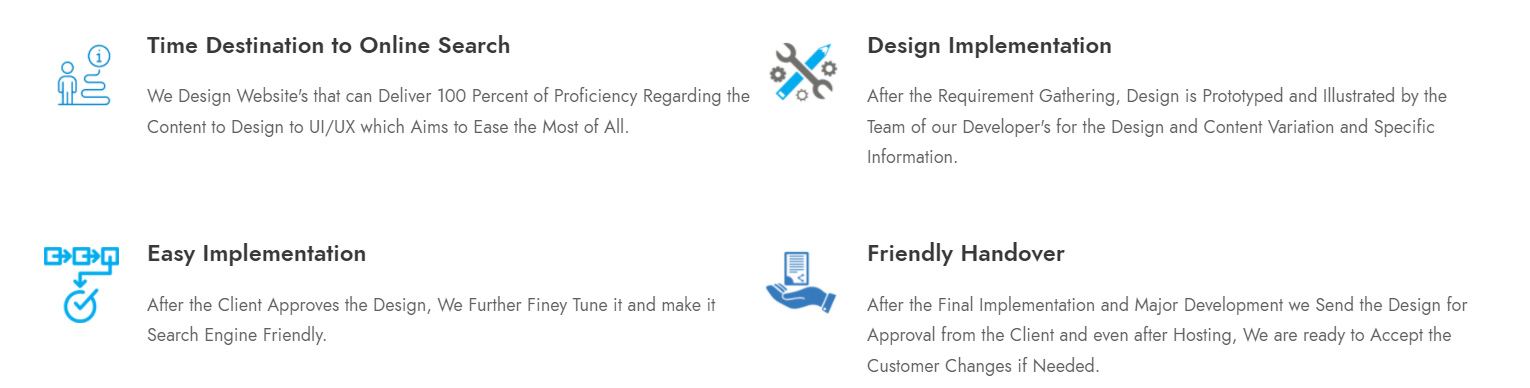 Time Destination to Online Search
We Design Website's that can Deliver 100 Percent of Proficiency Regarding the
Content to Design to UI/UX which Aims to Ease the Most of All.
Design Implementation
After the Requirement Gathering, Design is Prototyped and Illustrated by the
Team of our Developer's for the Design and Content Variation and Specific
Information.
Easy Implementation
After the Client Approves the Design, We Further Finey Tune it and make it
Search Engine Friendly.
Friendly Handover
After the Final Implementation and Major Development we Send the Design for
Approval from the Client and even after Hosting, We are ready to Accept the
Customer Changes if Needed.